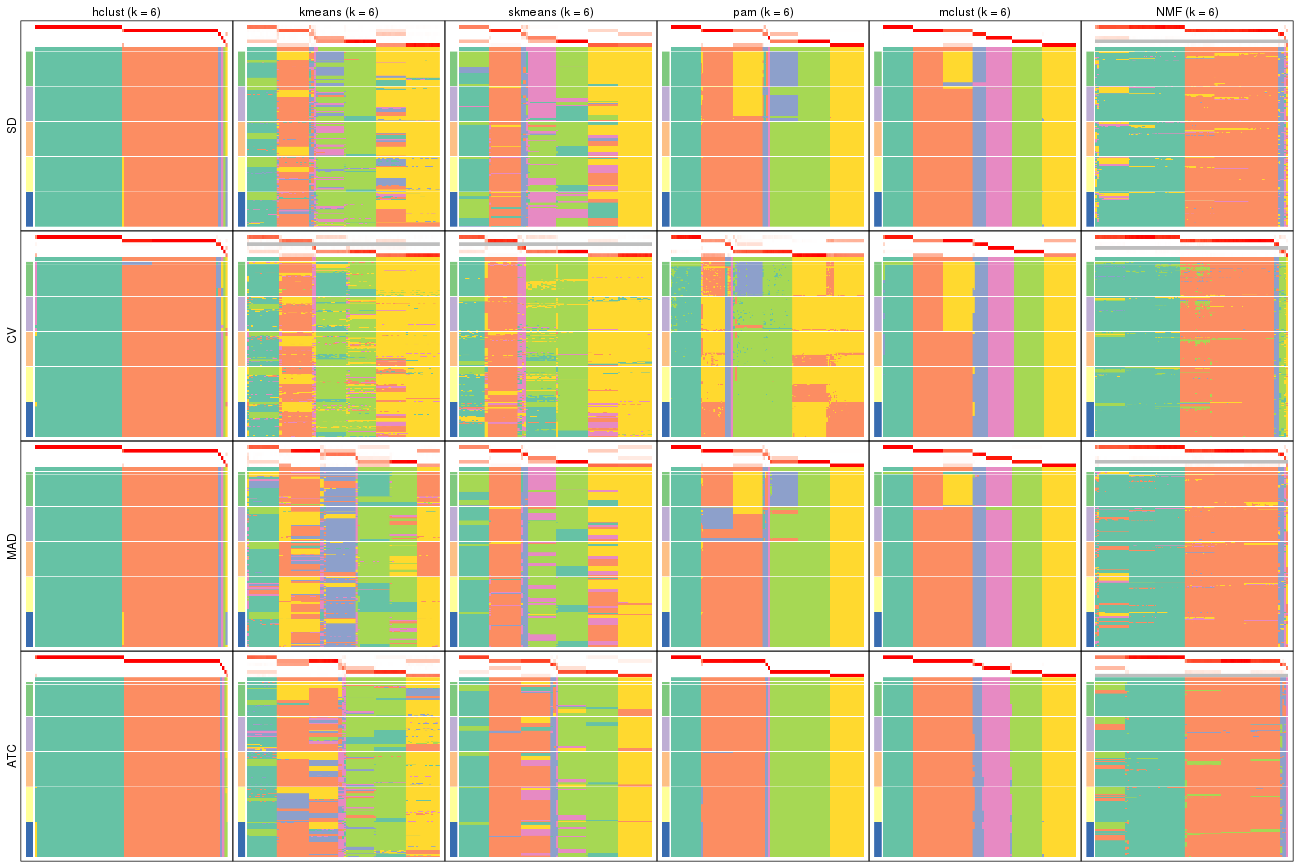 hclust (k = 6)
kmeans (k = 6)
skmeans (k = 6)
pam (k = 6)
mclust (k = 6)
NMF (k = 6)
SD
CV
MAD
ATC